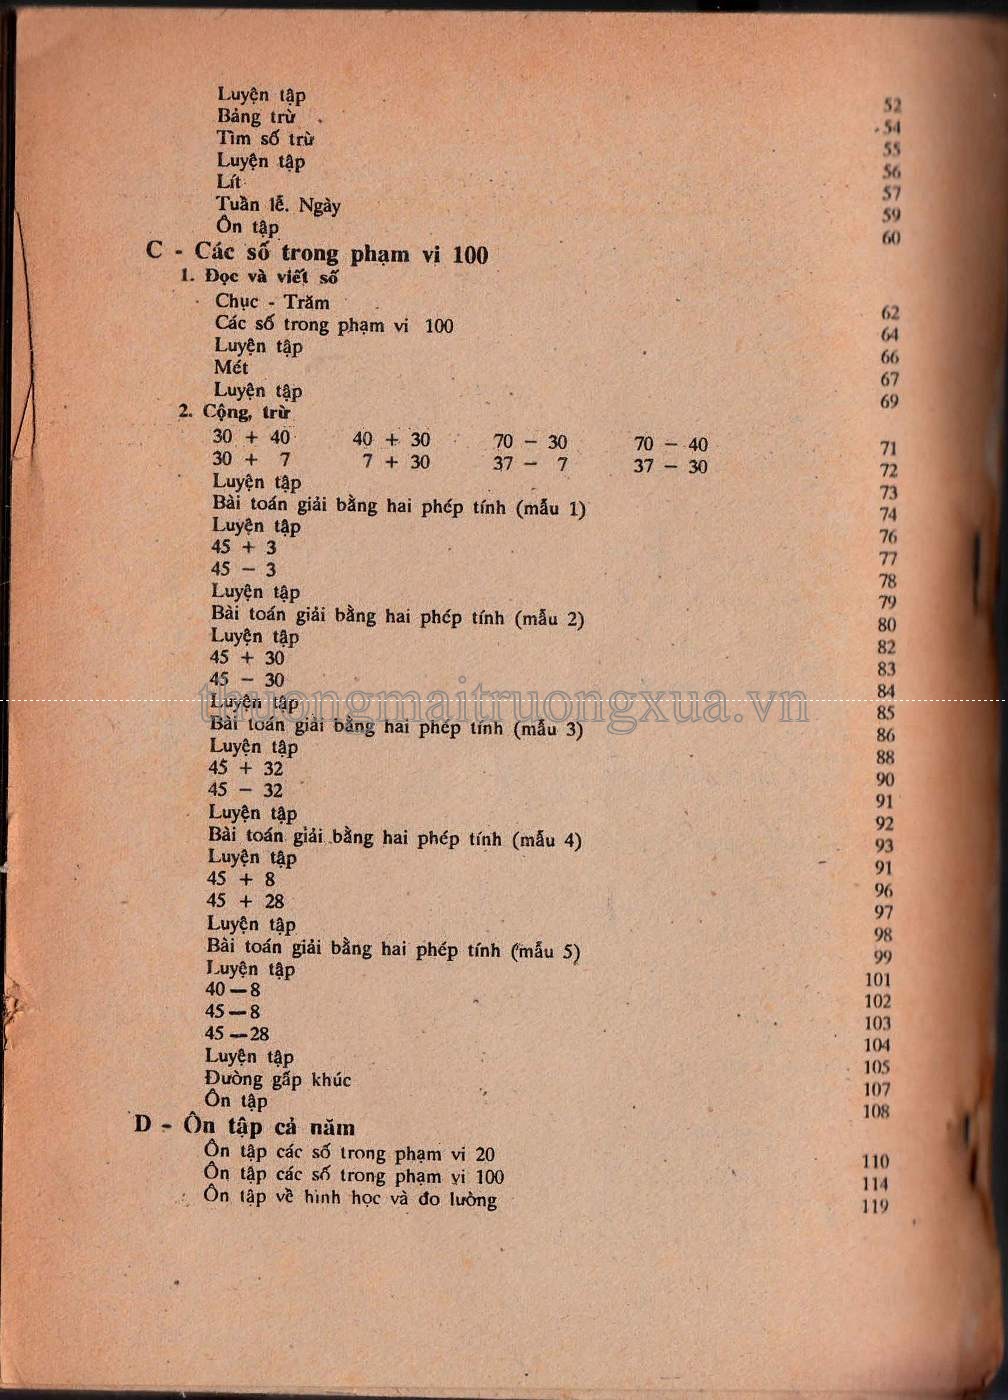 Luyện tập 52
Bảng trừ 54
Tìm số trừ 55
Luyện tập 56
Lít 57
Tuần lễ. Ngày 59
Ôn tập 60
C - Các số trong phạm vi 100
1. Đọc và viết số
Chục - Trăm 62
Các số trong phạm vi 100 64
Luyện tập 66
Mét 67
Luyện tập 69
2. Cộng, trừ
30 + 40 40 + 30 70 - 30 70 - 40 71
30 + 7 7 + 30 37 - 7 37 - 30 72
Luyện tập 73
Bài toán giải bằng hai phép tính (mẫu 1) 74
Luyện tập 76
45 + 3 77
45 - 3 78
Luyện tập 79
Bài toán giải bằng hai phép tính (mẫu 2) 80
Luyện tập 82
45 + 30 83
45 - 30 84
thuongmaitruongxua.vn
Luyện tập 85
Bài toán giải bằng hai phép tính (mẫu 3) 86
Luyện tập 88
45 + 32 90
45 - 32 91
Luyện tập 92
Bài toán giải bằng hai phép tính (mẫu 4) 93
Luyện tập 91
45 + 8 96
45 + 28 97
Luyện tập 98
Bài toán giải bằng hai phép tính (mẫu 5) 99
Luyện tập 101
40 — 8 102
45 — 8 103
45 — 28 104
Luyện tập 105
Đường gấp khúc 107
Ôn tập 108
D - Ôn tập cả năm
Ôn tập các số trong phạm vi 20 110
Ôn tập các số trong phạm vi 100 114
Ôn tập về hình học và đo lường 119